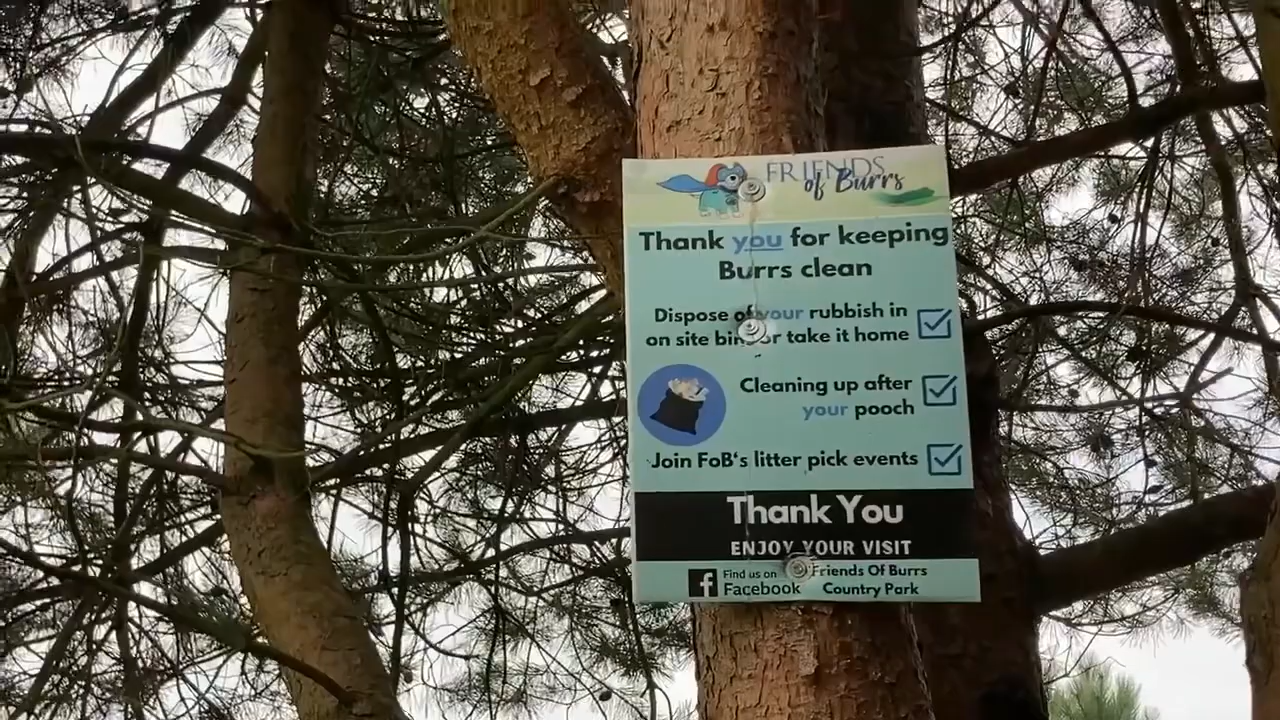 FRIENDS
of Burrs
Thank you for keeping
Burrs clean
Dispose of your rubbish in
on site bins or take it home
Cleaning up after
your pooch
Join FoB's litter pick events
Thank You
ENJOY YOUR VISIT
Find us on
Facebook
Friends Of Burrs
Country Park